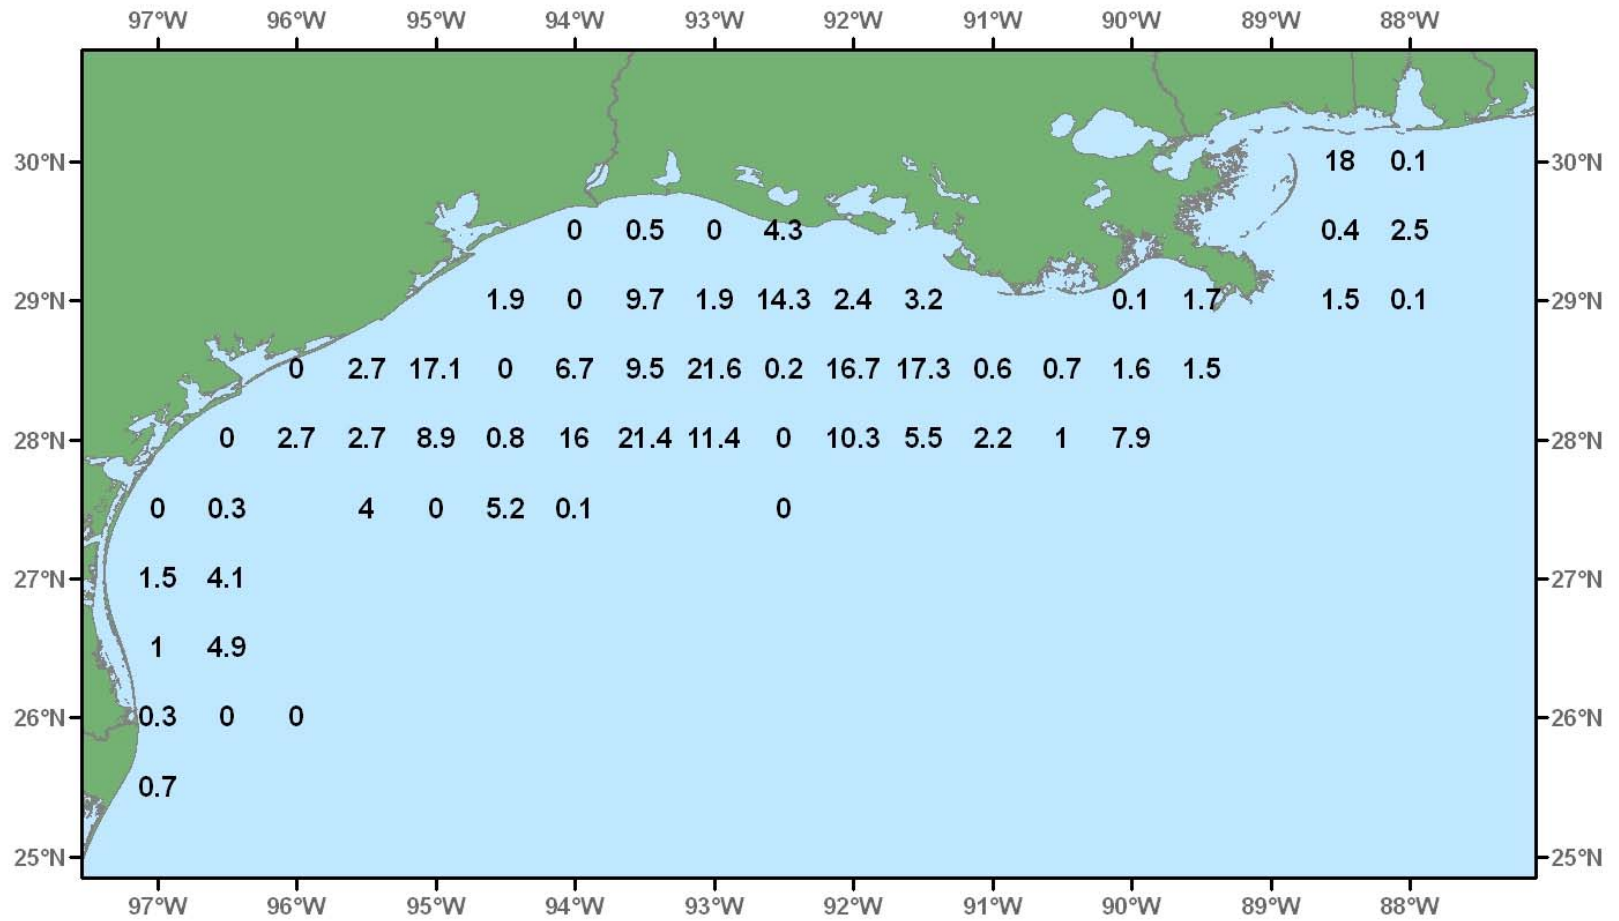 97°W 96°W 95°W 94°W 93°W 92°W 91°W 90°W 89°W 88°W
30°N 18 0.1 30°N
0 0.5 0 4.3 0.4 2.5
29°N 1.9 0 9.7 1.9 14.3 2.4 3.2 0.1 1.7 1.5 0.1 29°N
0 2.7 17.1 0 6.7 9.5 21.6 0.2 16.7 17.3 0.6 0.7 1.6 1.5
28°N 0 2.7 2.7 8.9 0.8 16 21.4 11.4 0 10.3 5.5 2.2 1 7.9 28°N
0 0.3 4 0 5.2 0.1 0
27°N 1.5 4.1 27°N
1 4.9
26°N 0.3 0 0 26°N
0.7
25°N 25°N
97°W 96°W 95°W 94°W 93°W 92°W 91°W 90°W 89°W 88°W